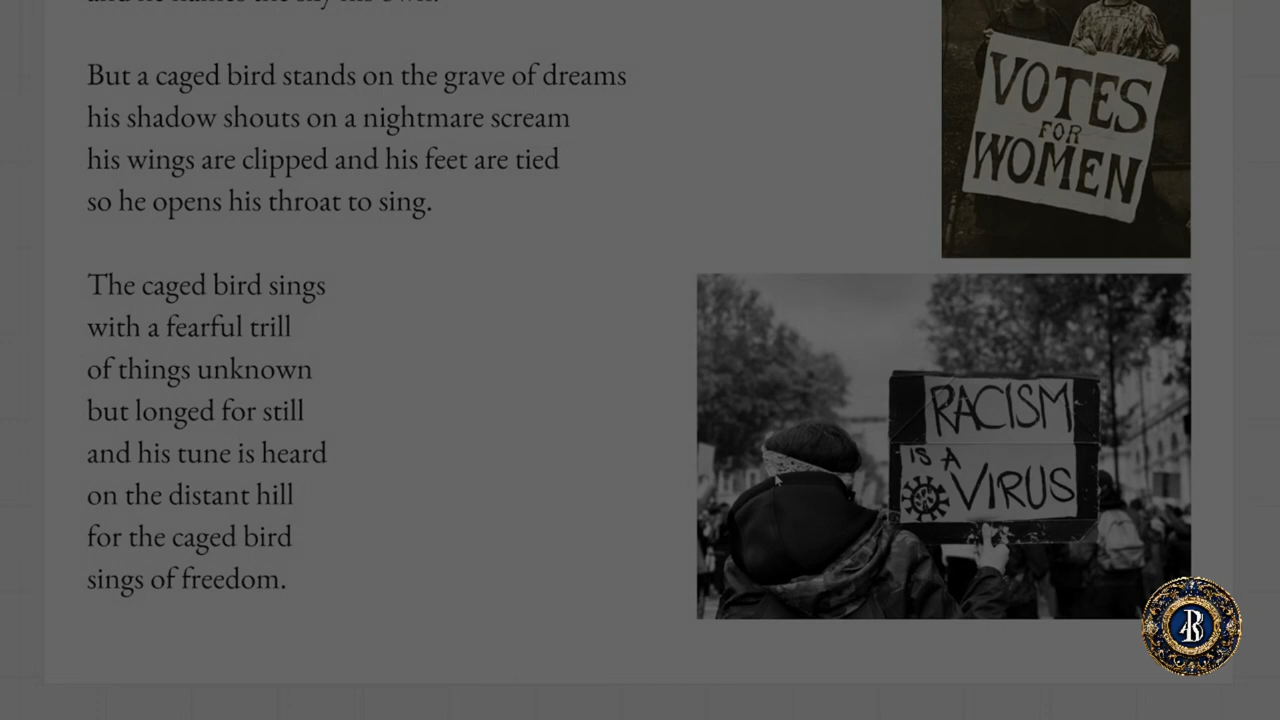 But a caged bird stands on the grave of dreams
his shadow shouts on a nightmare scream
his wings are clipped and his feet are tied
so he opens his throat to sing.
The caged bird sings
with a fearful trill
of things unknown
but longed for still
and his tune is heard
on the distant hill
for the caged bird
sings of freedom.
VOTES
FOR
WOMEN
RACISM
IS A
VIRUS